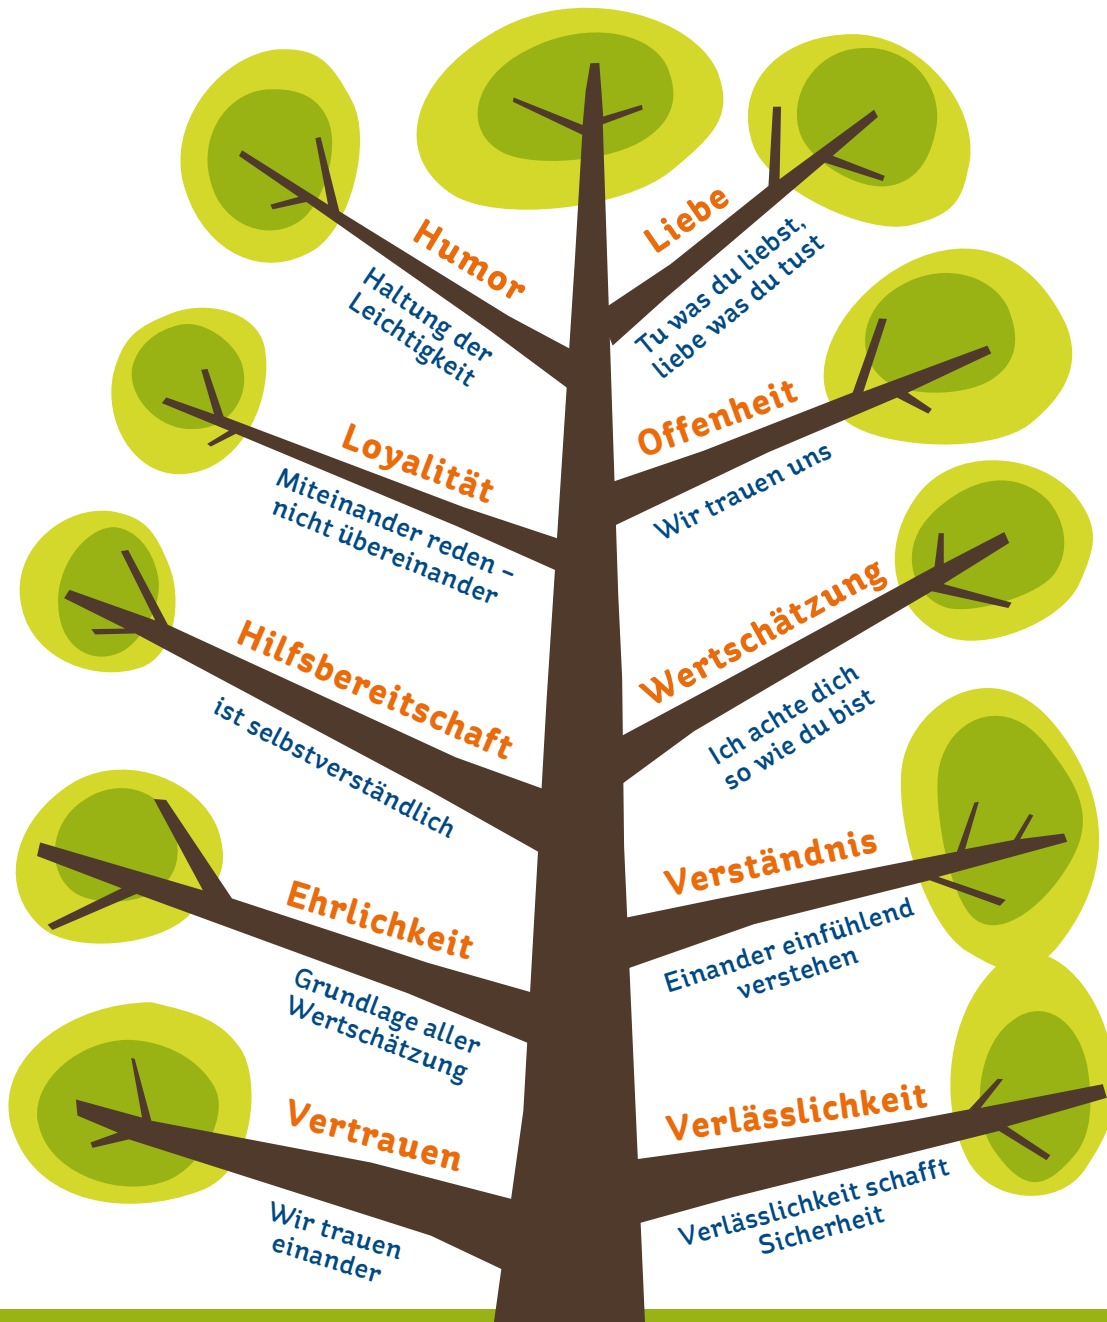 Humor
Haltung der
Leichtigkeit
Liebe
Tu was du liebst,
liebe was du tust
Loyalität
Miteinander reden –
nicht übereinander
Offenheit
Wir trauen uns
Hilfsbereitschaft
ist selbstverständlich
Wertschätzung
Ich achte dich
so wie du bist
Ehrlichkeit
Grundlage aller
Wertschätzung
Verständnis
Einander einfühlend
verstehen
Vertrauen
Wir trauen
einander
Verlässlichkeit
Verlässlichkeit schafft
Sicherheit